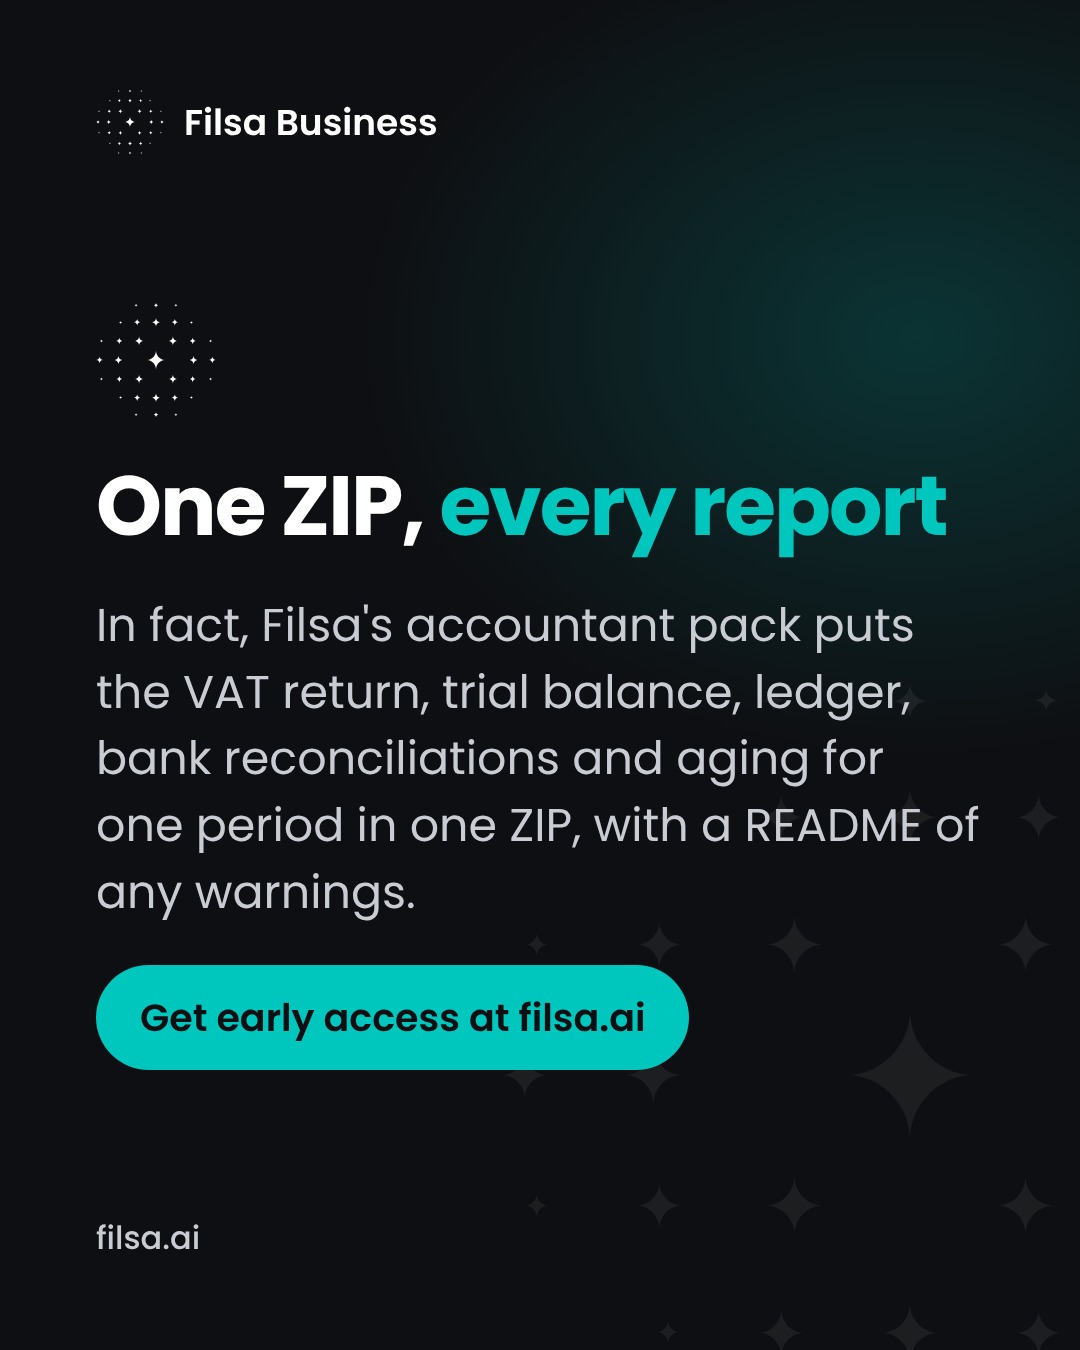 Filsa Business
One ZIP, every report
In fact, Filsa's accountant pack puts
the VAT return, trial balance, ledger,
bank reconciliations and aging for
one period in one ZIP, with a README of
any warnings.
Get early access at filsa.ai
filsa.ai